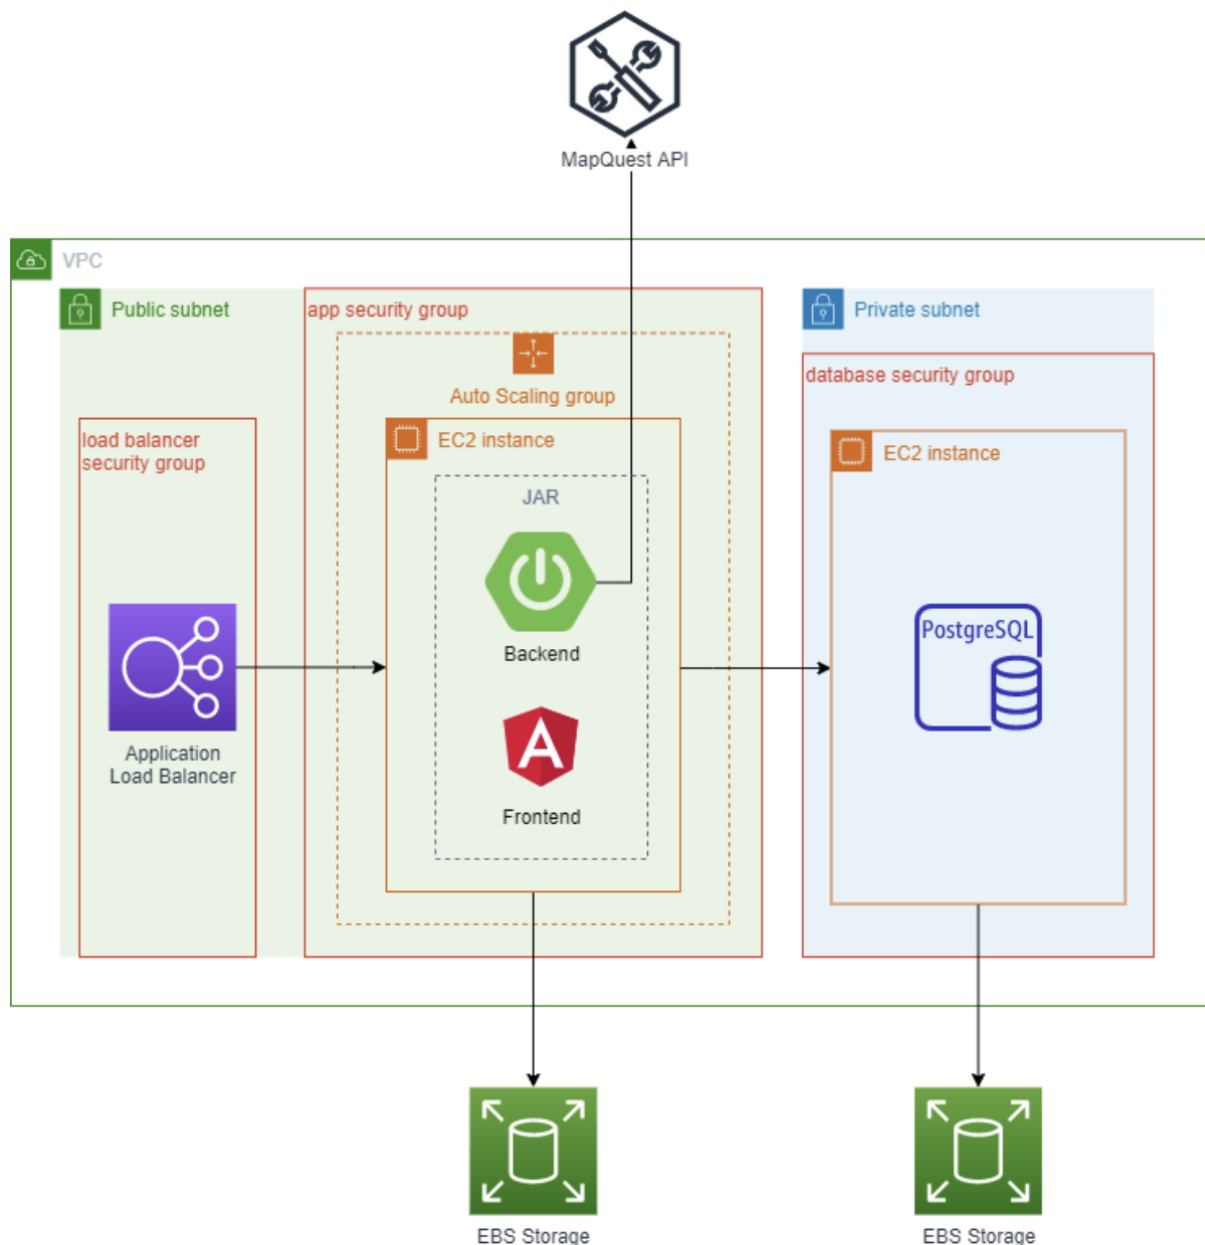 MapQuest API
VPC
Public subnet
app security group
Private subnet
Auto Scaling group
database security group
load balancer
security group
EC2 instance
EC2 instance
JAR
PostgreSQL
Backend
Application
Load Balancer
Frontend
EBS Storage
EBS Storage